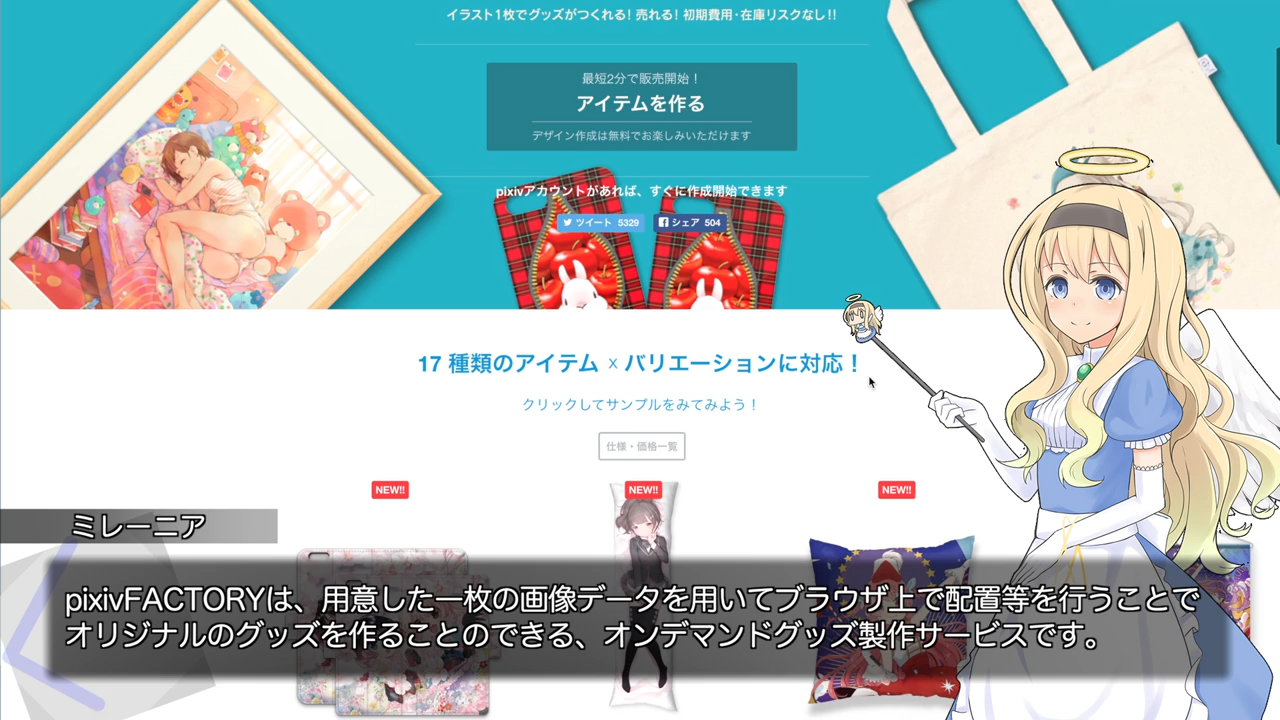 イラスト1枚でグッズがつくれる! 売れる! 初期費用・在庫リスクなし!!
最短2分で販売開始！
アイテムを作る
デザイン作成は無料でお楽しみいただけます
pixivアカウントがあれば、すぐに作成開始できます
ツイート 5329
シェア 504
17 種類のアイテム × バリエーションに対応！
クリックしてサンプルをみてみよう！
仕様・価格一覧
NEW!!
NEW!!
NEW!!
ミレーニア
pixivFACTORYは、用意した一枚の画像データを用いてブラウザ上で配置等を行うことで
オリジナルのグッズを作ることのできる、オンデマンドグッズ製作サービスです。